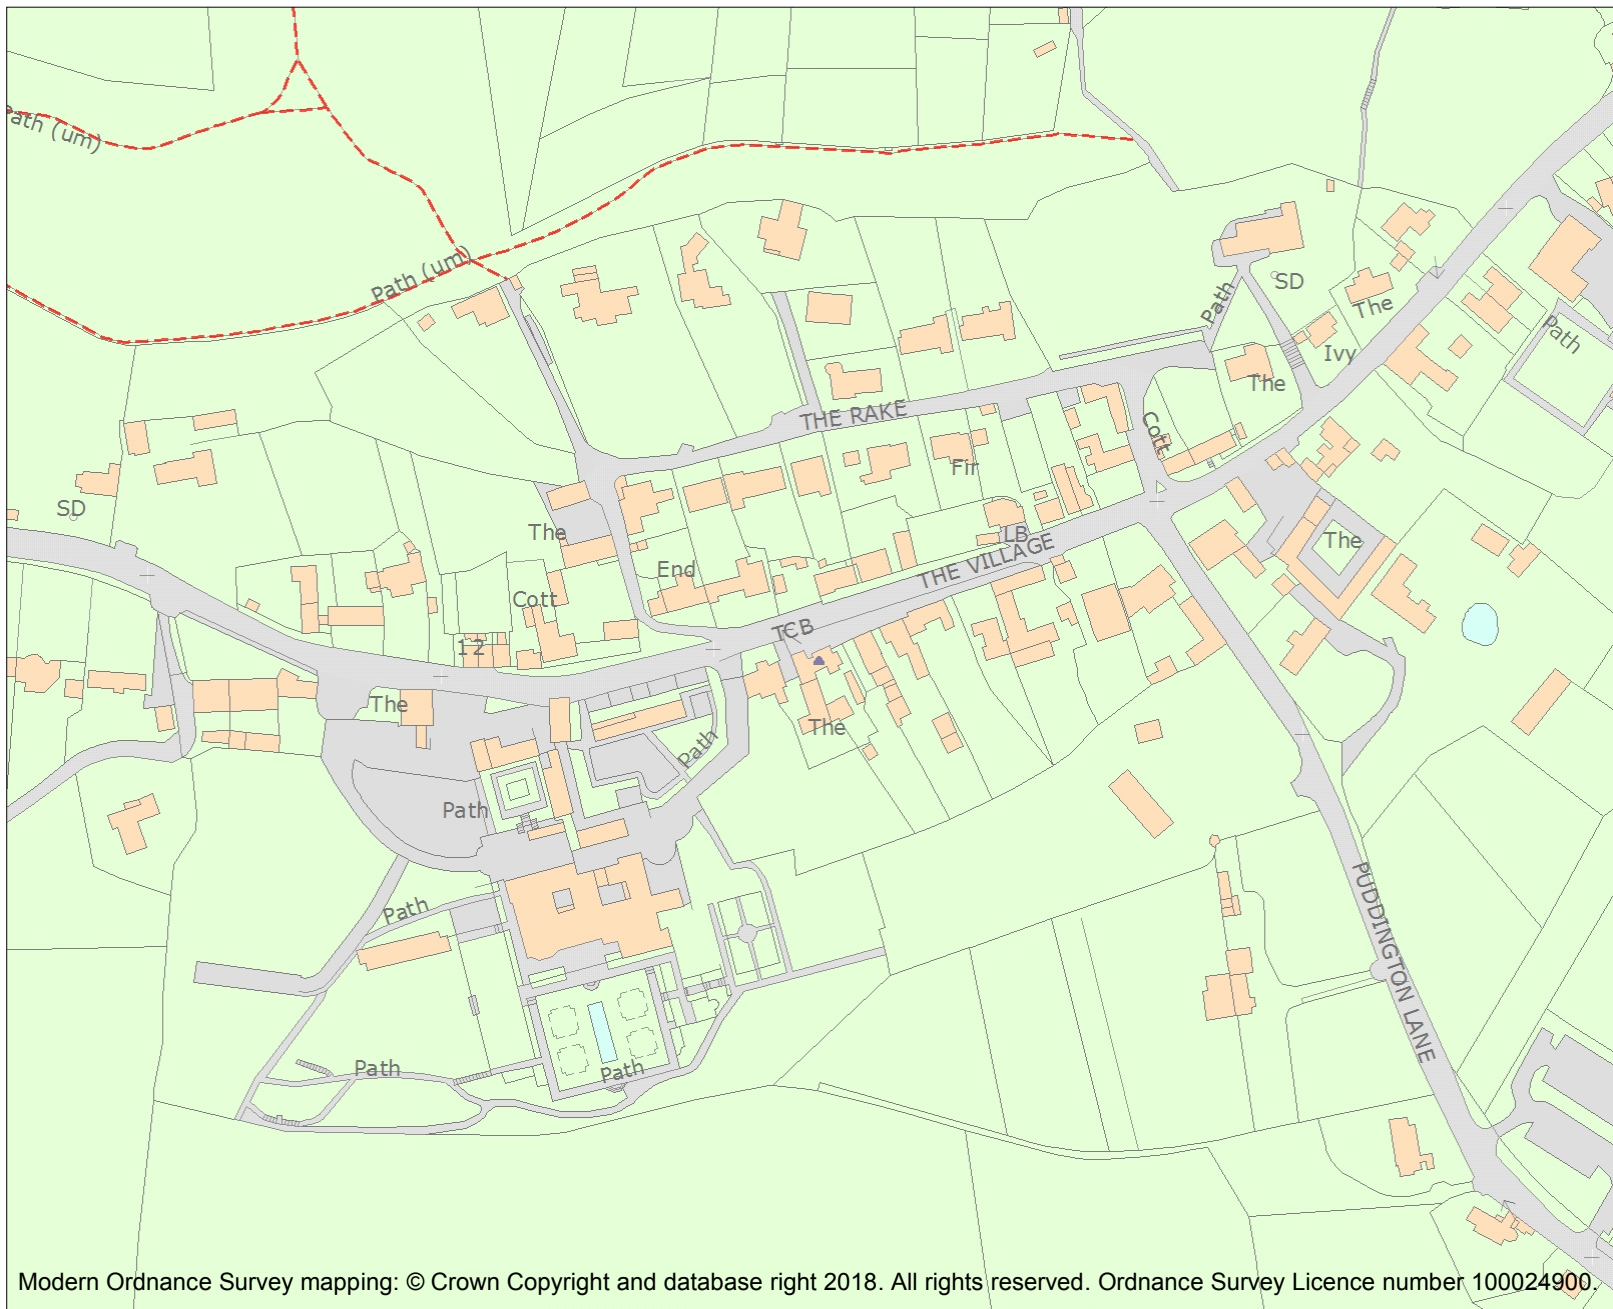 Path (um)
Path (um)
Path
SD
The
Path
Ivy
The
THE RAKE
Cott
Fir
SD
The
LB
The
End
THE VILLAGE
Cott
TCB
12
The
The
Path
Path
PUDDINGTON LANE
Path
Path
Path
Modern Ordnance Survey mapping: © Crown Copyright and database right 2018. All rights reserved. Ordnance Survey Licence number 100024900.